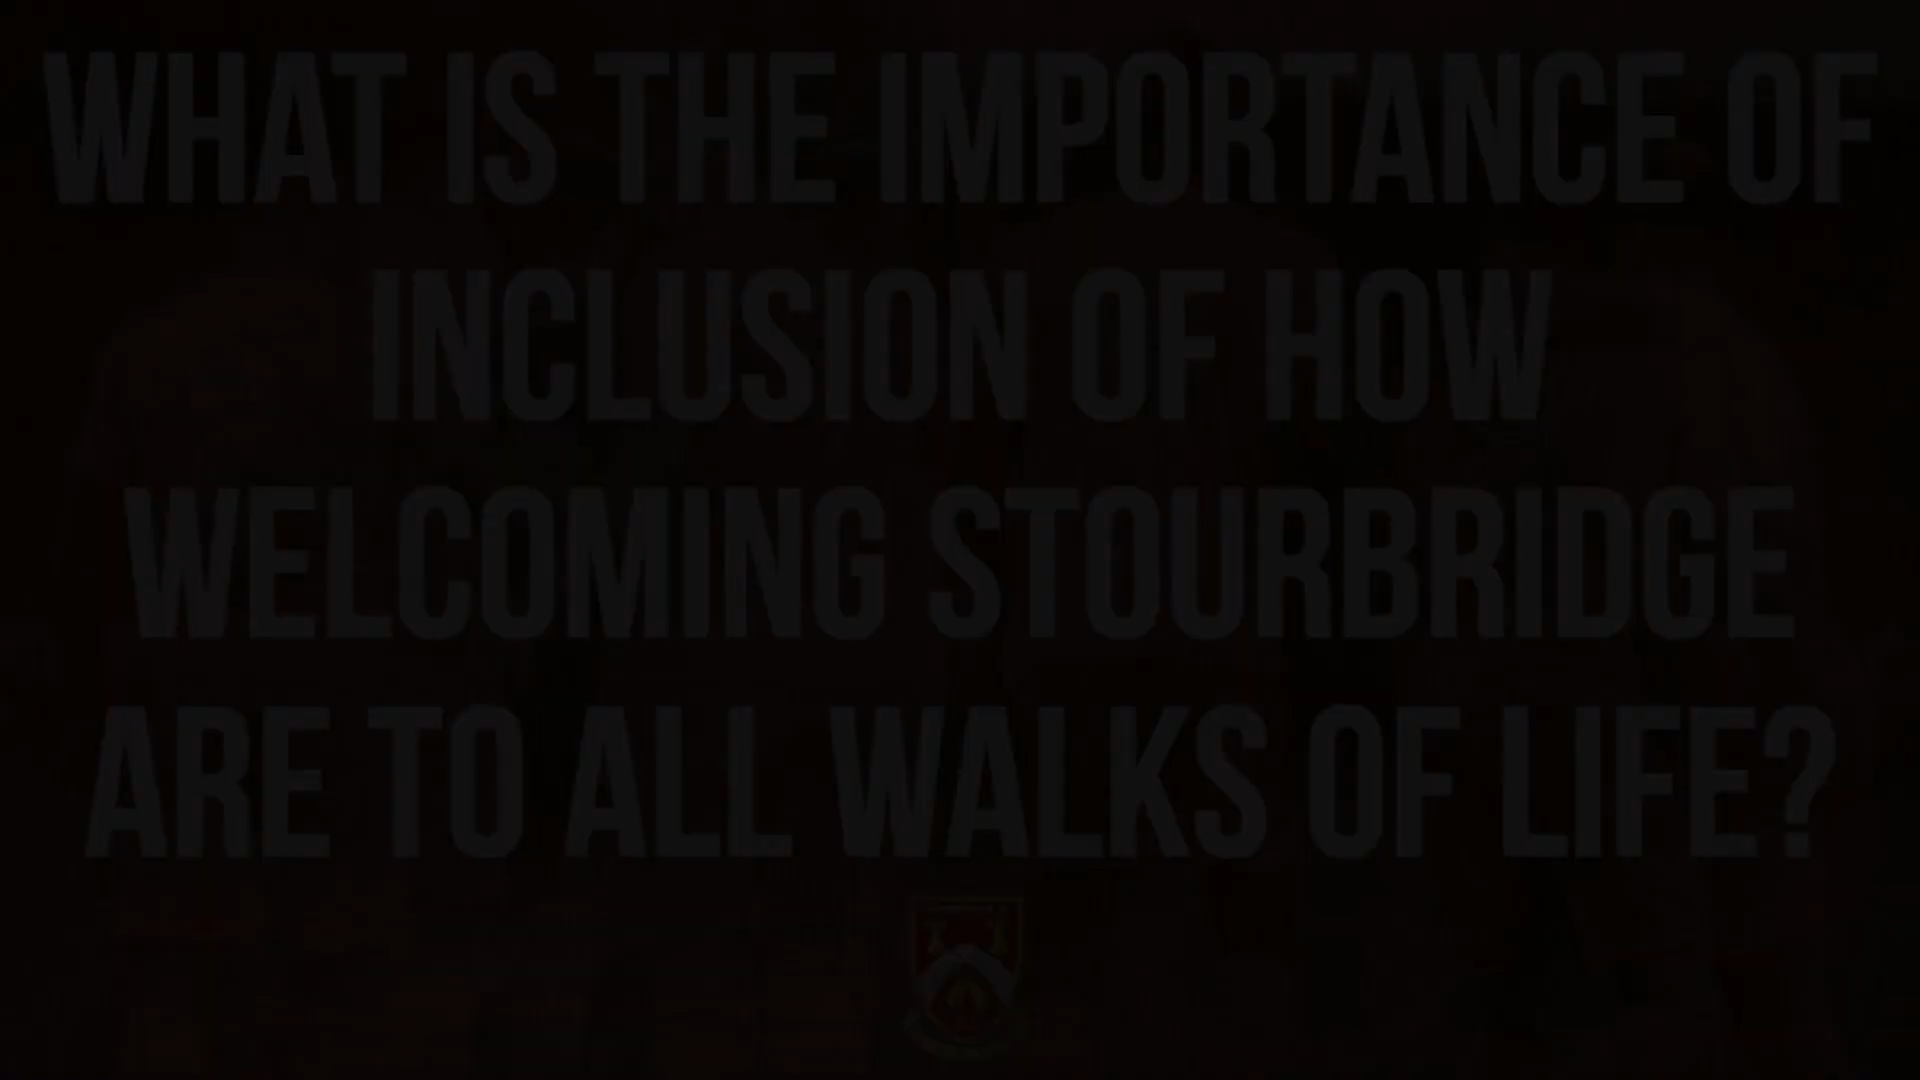 WHAT IS THE IMPORTANCE OF
INCLUSION OF HOW
WELCOMING STOURBRIDGE
ARE TO ALL WALKS OF LIFE?